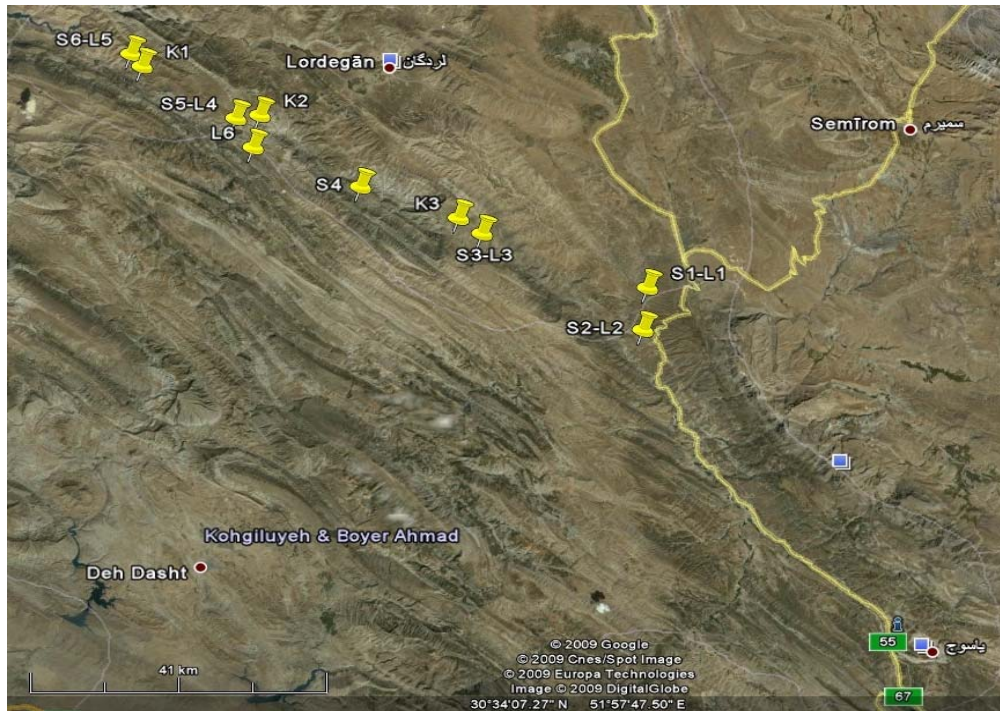 S6-L5
K1
Lordegān لردگان
S5-L4
K2
L6
Semīrom سمیرم
S4
K3
S3-L3
S1-L1
S2-L2
Kohgiluyeh & Boyer Ahmad
Deh Dasht
55
یاسوج
41 km
© 2009 Google
© 2009 Cnes/Spot Image
© 2009 Europa Technologies
Image © 2009 DigitalGlobe
67
30°34'07.27" N 51°57'47.50" E